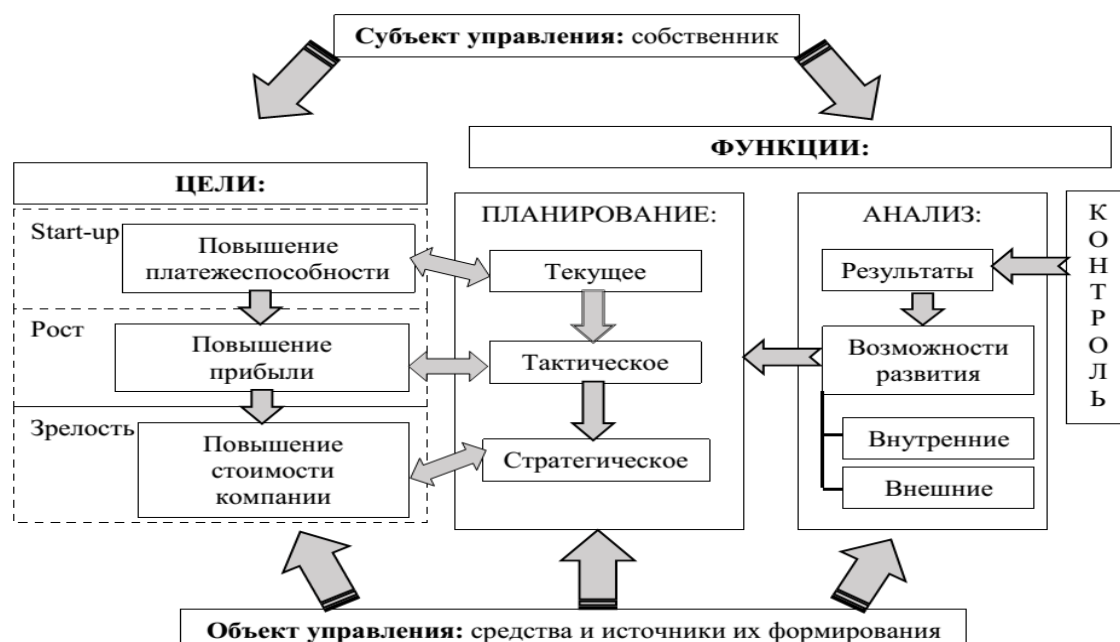 Субъект управления: собственник
ФУНКЦИИ:
ЦЕЛИ:
Start-up
Повышение
платежеспособности
Рост
Повышение
прибыли
Зрелость
Повышение
стоимости
компании
ПЛАНИРОВАНИЕ:
Текущее
Тактическое
Стратегическое
АНАЛИЗ:
Результаты
Возможности
развития
Внутренние
Внешние
К
О
Н
Т
Р
О
Л
Ь
Объект управления: средства и источники их формирования